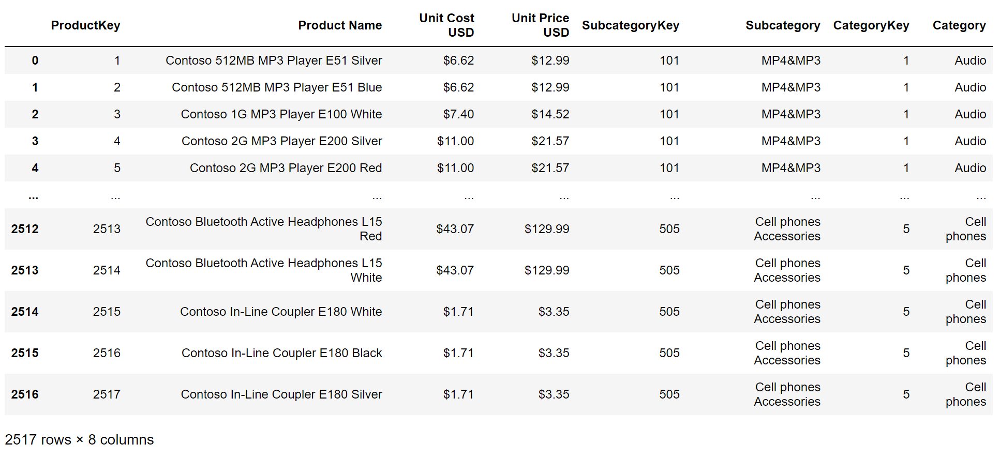 ProductKey Product Name Unit Cost USD Unit Price USD SubcategoryKey Subcategory CategoryKey Category
0 1 Contoso 512MB MP3 Player E51 Silver $6.62 $12.99 101 MP4&MP3 1 Audio
1 2 Contoso 512MB MP3 Player E51 Blue $6.62 $12.99 101 MP4&MP3 1 Audio
2 3 Contoso 1G MP3 Player E100 White $7.40 $14.52 101 MP4&MP3 1 Audio
3 4 Contoso 2G MP3 Player E200 Silver $11.00 $21.57 101 MP4&MP3 1 Audio
4 5 Contoso 2G MP3 Player E200 Red $11.00 $21.57 101 MP4&MP3 1 Audio
... ... ... ... ... ... ... ... ...
2512 2513 Contoso Bluetooth Active Headphones L15 Red $43.07 $129.99 505 Cell phones Accessories 5 Cell phones
2513 2514 Contoso Bluetooth Active Headphones L15 White $43.07 $129.99 505 Cell phones Accessories 5 Cell phones
2514 2515 Contoso In-Line Coupler E180 White $1.71 $3.35 505 Cell phones Accessories 5 Cell phones
2515 2516 Contoso In-Line Coupler E180 Black $1.71 $3.35 505 Cell phones Accessories 5 Cell phones
2516 2517 Contoso In-Line Coupler E180 Silver $1.71 $3.35 505 Cell phones Accessories 5 Cell phones
2517 rows × 8 columns